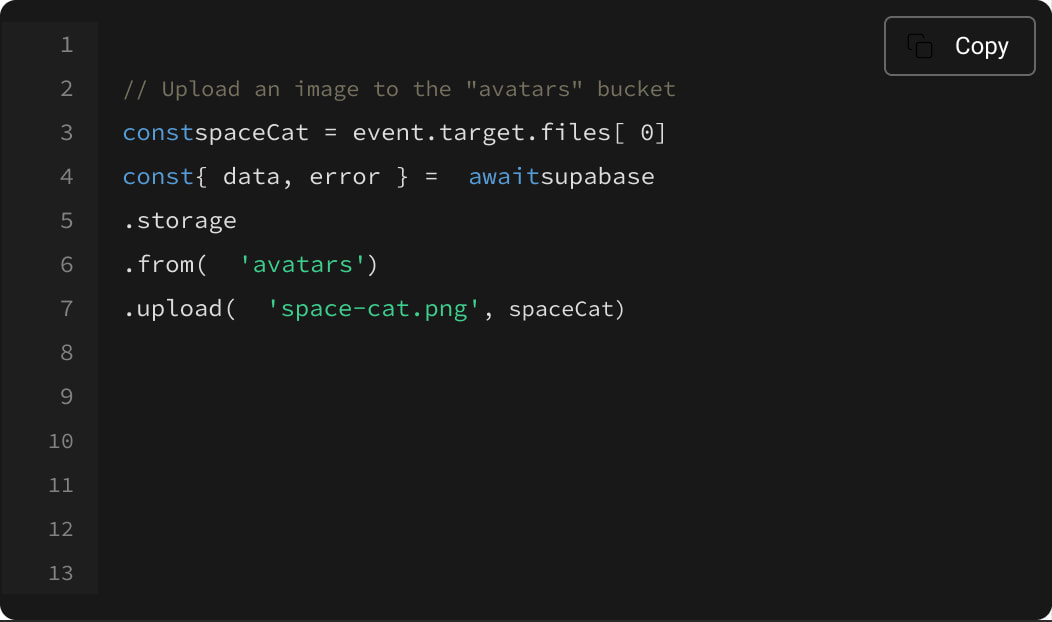 Copy
1
2 // Upload an image to the "avatars" bucket
3 constspaceCat = event.target.files[ 0]
4 const{ data, error } =  awaitsupabase
5 .storage
6 .from(  'avatars')
7 .upload(  'space-cat.png', spaceCat)
8
9
10
11
12
13